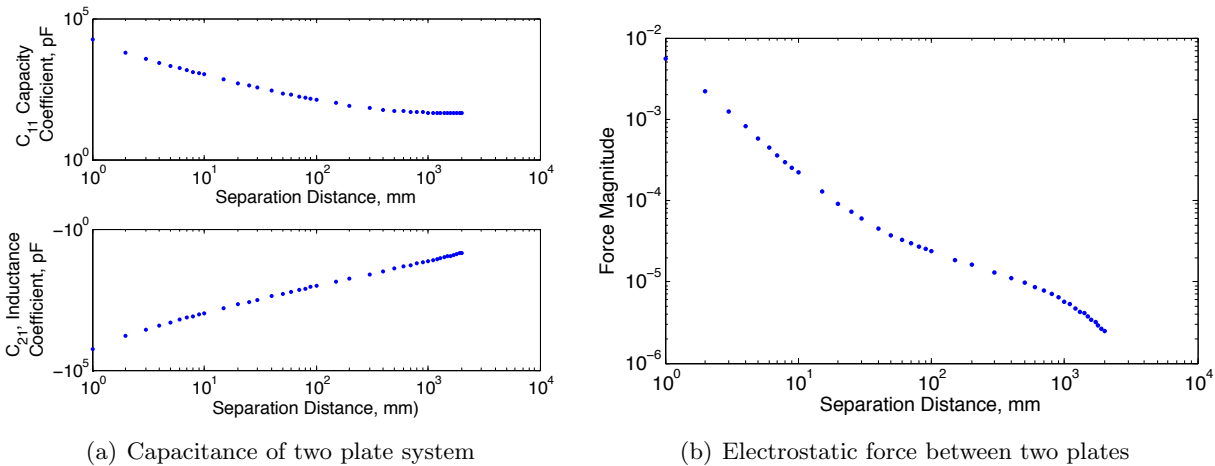 10^5
C_11 Capacity
Coefficient, pF
10^0
10^0 10^1 10^2 10^3 10^4
Separation Distance, mm
-10^0
C_21, Inductance
Coefficient, pF
-10^5
10^0 10^1 10^2 10^3 10^4
Separation Distance, mm)
(a) Capacitance of two plate system
10^-2
10^-3
10^-4
10^-5
10^-6
Force Magnitude
10^0 10^1 10^2 10^3 10^4
Separation Distance, mm
(b) Electrostatic force between two plates